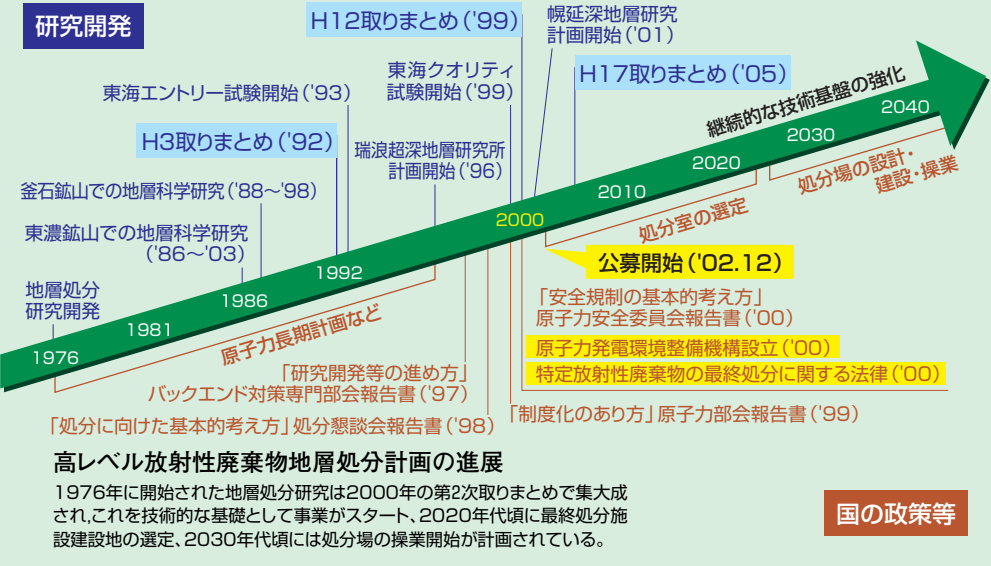 研究開発
H12取りまとめ('99)
幌延深地層研究
計画開始('01)
東海クオリティ
試験開始('99)
H17取りまとめ('05)
東海エントリー試験開始('93)
H3取りまとめ('92)
瑞浪超深地層研究所
計画開始('96)
釜石鉱山での地層科学研究('88〜'98)
東濃鉱山での地層科学研究
('86〜'03)
地層処分
研究開発
継続的な技術基盤の強化
1976
1981
1986
1992
2000
2010
2020
2030
2040
処分場の設計・
建設・操業
処分室の選定
公募開始('02.12)
原子力長期計画など
「安全規制の基本的考え方」
原子力安全委員会報告書('00)
原子力発電環境整備機構設立('00)
特定放射性廃棄物の最終処分に関する法律('00)
「研究開発等の進め方」
バックエンド対策専門部会報告書('97)
「制度化のあり方」原子力部会報告書('99)
「処分に向けた基本的考え方」処分懇談会報告書('98)
高レベル放射性廃棄物地層処分計画の進展
1976年に開始された地層処分研究は2000年の第2次取りまとめで集大成
され,これを技術的な基礎として事業がスタート、2020年代頃に最終処分施
設建設地の選定、2030年代頃には処分場の操業開始が計画されている。
国の政策等